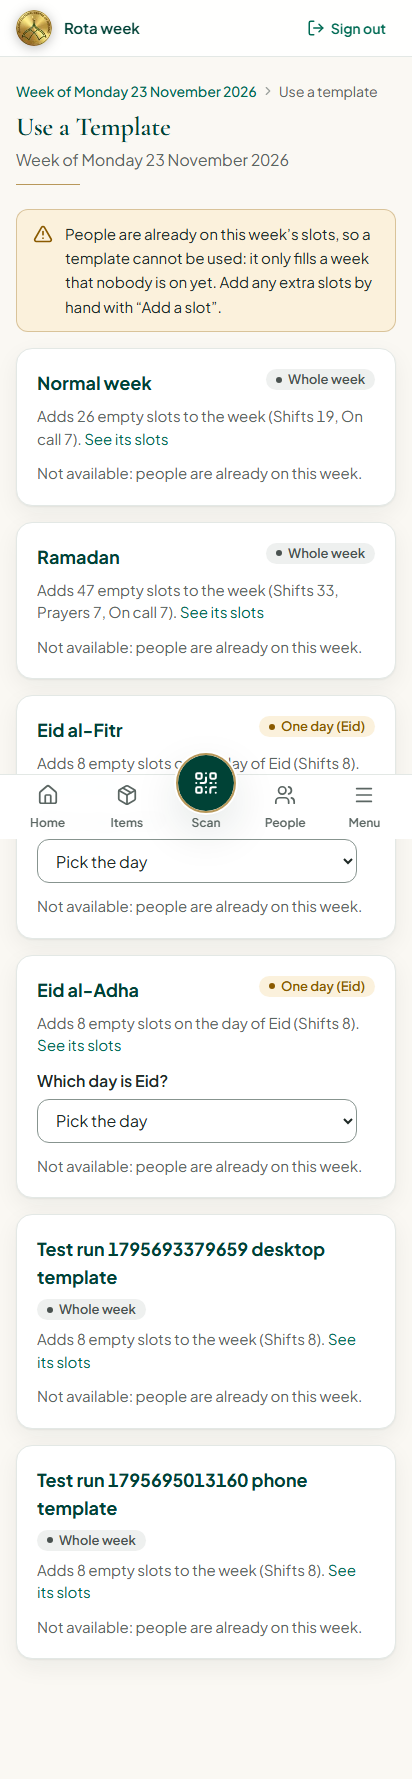 Rota week
Sign out
Week of Monday 23 November 2026 > Use a template
Use a Template
Week of Monday 23 November 2026
People are already on this week's slots, so a
template cannot be used: it only fills a week
that nobody is on yet. Add any extra slots by
hand with “Add a slot”.
Normal week
Whole week
Adds 26 empty slots to the week (Shifts 19, On
call 7). See its slots
Not available: people are already on this week.
Ramadan
Whole week
Adds 47 empty slots to the week (Shifts 33,
Prayers 7, On call 7). See its slots
Not available: people are already on this week.
Eid al-Fitr
One day (Eid)
Adds 8 empty slots day of Eid (Shifts 8).
Home
Items
Scan
People
Menu
Pick the day
Not available: people are already on this week.
Eid al-Adha
One day (Eid)
Adds 8 empty slots on the day of Eid (Shifts 8).
See its slots
Which day is Eid?
Pick the day
Not available: people are already on this week.
Test run 1795693379659 desktop
template
Whole week
Adds 8 empty slots to the week (Shifts 8). See
its slots
Not available: people are already on this week.
Test run 1795695013160 phone
template
Whole week
Adds 8 empty slots to the week (Shifts 8). See
its slots
Not available: people are already on this week.